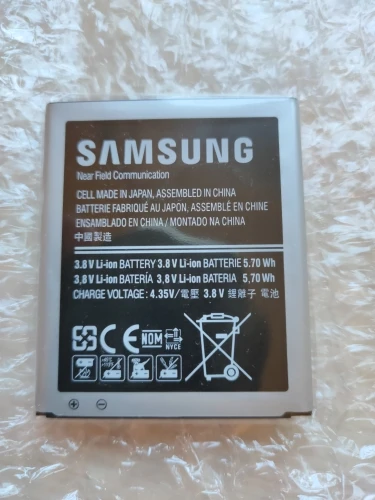 SAMSUNG
Near Field Communication
CELL MADE IN JAPAN, ASSEMBLED IN CHINA
BATTERIE FABRIQUÉ AU JAPON, ASSEMBLÉ EN CHINE
ENSAMBLADO EN CHINA / MONTADO NA CHINA
中國製造
3.8 V Li-ion BATTERY 3.8 V Li-ion BATTERIE 5.70 Wh
3,8 V Li-ion BATERÍA 3,8 V Li-ion BATERIA 5,70 Wh
CHARGE VOLTAGE : 4.35V/電壓 3.8 V 鋰離子 電池
CE NOM NYCE